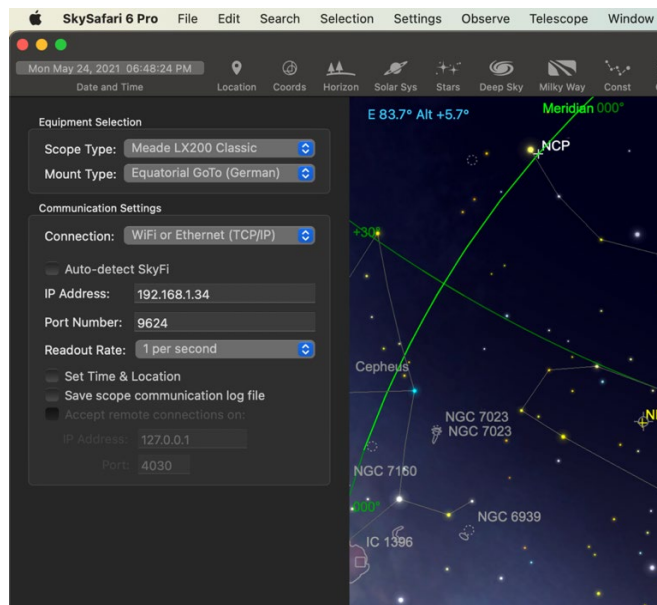 SkySafari 6 Pro File Edit Search Selection Settings Observe Telescope Window
Mon May 24, 2021 06:48:24 PM
Date and Time Location Coords Horizon Solar Sys Stars Deep Sky Milky Way Const
E 83.7° Alt +5.7°
Meridian 000°
NCP
Equipment Selection
Scope Type: Meade LX200 Classic
Mount Type: Equatorial GoTo (German)
Communication Settings
Connection: WiFi or Ethernet (TCP/IP)
+30°
Auto-detect SkyFi
IP Address: 192.168.1.34
Port Number: 9624
Readout Rate: 1 per second
Set Time & Location
Save scope communication log file
Accept remote connections on:
IP Address: 127.0.0.1
Port: 4030
Cepheus
NGC 7023
NGC 7023
NGC 7160
000°
NGC 6939
IC 1396